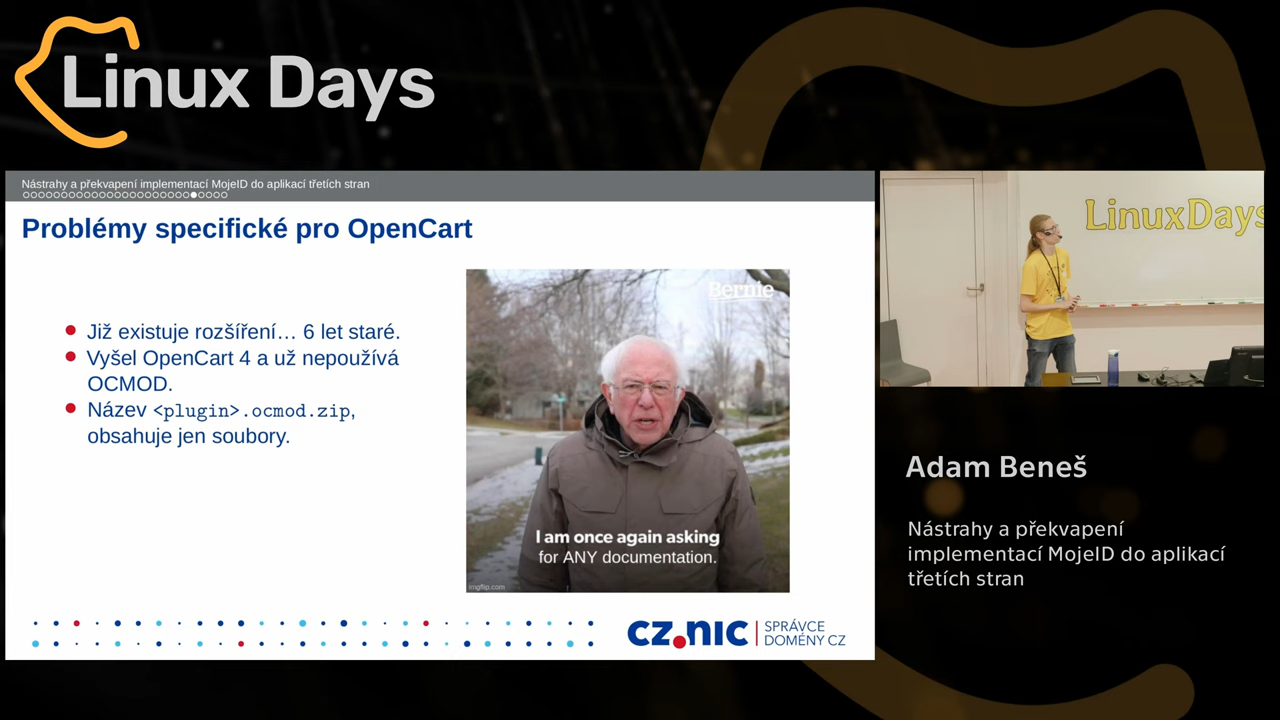 Linux Days
Nástrahy a překvapení implementací MojeID do aplikací třetích stran
Problémy specifické pro OpenCart
Již existuje rozšíření… 6 let staré.
Vyšel OpenCart 4 a už nepoužívá
OCMOD.
Název <plugin>.ocmod.zip,
obsahuje jen soubory.
Bernie
I am once again asking
for ANY documentation.
imgflip.com
CZ.NIC
SPRÁVCE
DOMÉNY CZ
LinuxDays
Adam Beneš
Nástrahy a překvapení
implementací MojeID do aplikací
třetích stran